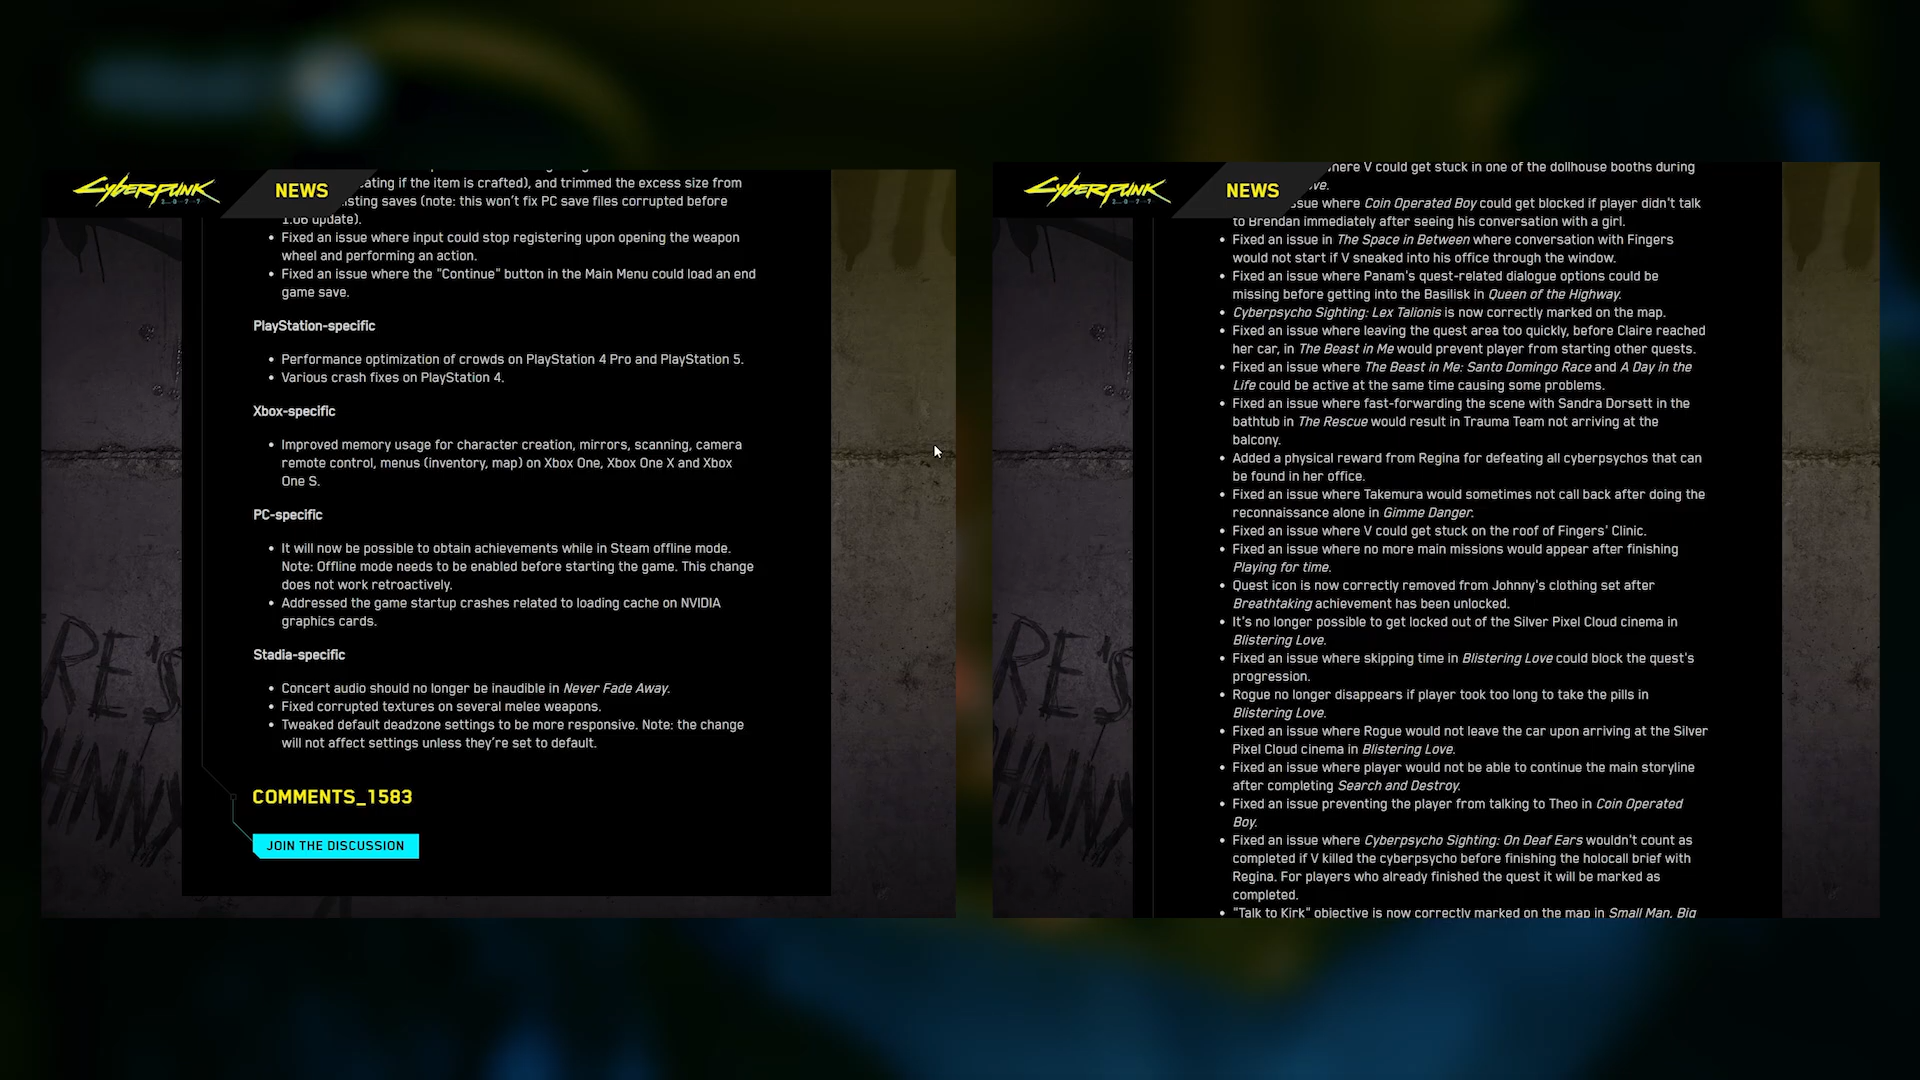 CYBERPUNK
2077
NEWS
ating if the item is crafted), and trimmed the excess size from
isting saves (note: this won't fix PC save files corrupted before
1.06 update).
• Fixed an issue where input could stop registering upon opening the weapon
wheel and performing an action.
• Fixed an issue where the "Continue" button in the Main Menu could load an end
game save.
PlayStation-specific
• Performance optimization of crowds on PlayStation 4 Pro and PlayStation 5.
• Various crash fixes on PlayStation 4.
Xbox-specific
• Improved memory usage for character creation, mirrors, scanning, camera
remote control, menus (inventory, map) on Xbox One, Xbox One X and Xbox
One S.
PC-specific
• It will now be possible to obtain achievements while in Steam offline mode.
Note: Offline mode needs to be enabled before starting the game. This change
does not work retroactively.
• Addressed the game startup crashes related to loading cache on NVIDIA
graphics cards.
Stadia-specific
• Concert audio should no longer be inaudible in Never Fade Away.
• Fixed corrupted textures on several melee weapons.
• Tweaked default deadzone settings to be more responsive. Note: the change
will not affect settings unless they're set to default.
COMMENTS_1583
JOIN THE DISCUSSION
RE'S
HNNY
CYBERPUNK
2077
NEWS
here V could get stuck in one of the dollhouse booths during
ve.
sue where Coin Operated Boy could get blocked if player didn't talk
to Brendan immediately after seeing his conversation with a girl.
• Fixed an issue in The Space in Between where conversation with Fingers
would not start if V sneaked into his office through the window.
• Fixed an issue where Panam's quest-related dialogue options could be
missing before getting into the Basilisk in Queen of the Highway.
• Cyberpsycho Sighting: Lex Talionis is now correctly marked on the map.
• Fixed an issue where leaving the quest area too quickly, before Claire reached
her car, in The Beast in Me would prevent player from starting other quests.
• Fixed an issue where The Beast in Me: Santo Domingo Race and A Day in the
Life could be active at the same time causing some problems.
• Fixed an issue where fast-forwarding the scene with Sandra Dorsett in the
bathtub in The Rescue would result in Trauma Team not arriving at the
balcony.
• Added a physical reward from Regina for defeating all cyberpsychos that can
be found in her office.
• Fixed an issue where Takemura would sometimes not call back after doing the
reconnaissance alone in Gimme Danger.
• Fixed an issue where V could get stuck on the roof of Fingers' Clinic.
• Fixed an issue where no more main missions would appear after finishing
Playing for time.
• Quest icon is now correctly removed from Johnny's clothing set after
Breathtaking achievement has been unlocked.
• It's no longer possible to get locked out of the Silver Pixel Cloud cinema in
Blistering Love.
• Fixed an issue where skipping time in Blistering Love could block the quest's
progression.
• Rogue no longer disappears if player took too long to take the pills in
Blistering Love.
• Fixed an issue where Rogue would not leave the car upon arriving at the Silver
Pixel Cloud cinema in Blistering Love.
• Fixed an issue where player would not be able to continue the main storyline
after completing Search and Destroy.
• Fixed an issue preventing the player from talking to Theo in Coin Operated
Boy.
• Fixed an issue where Cyberpsycho Sighting: On Deaf Ears wouldn't count as
completed if V killed the cyberpsycho before finishing the holocall brief with
Regina. For players who already finished the quest it will be marked as
completed.
• "Talk to Kirk" objective is now correctly marked on the map in Small Man, Big
RE'S
HNNY